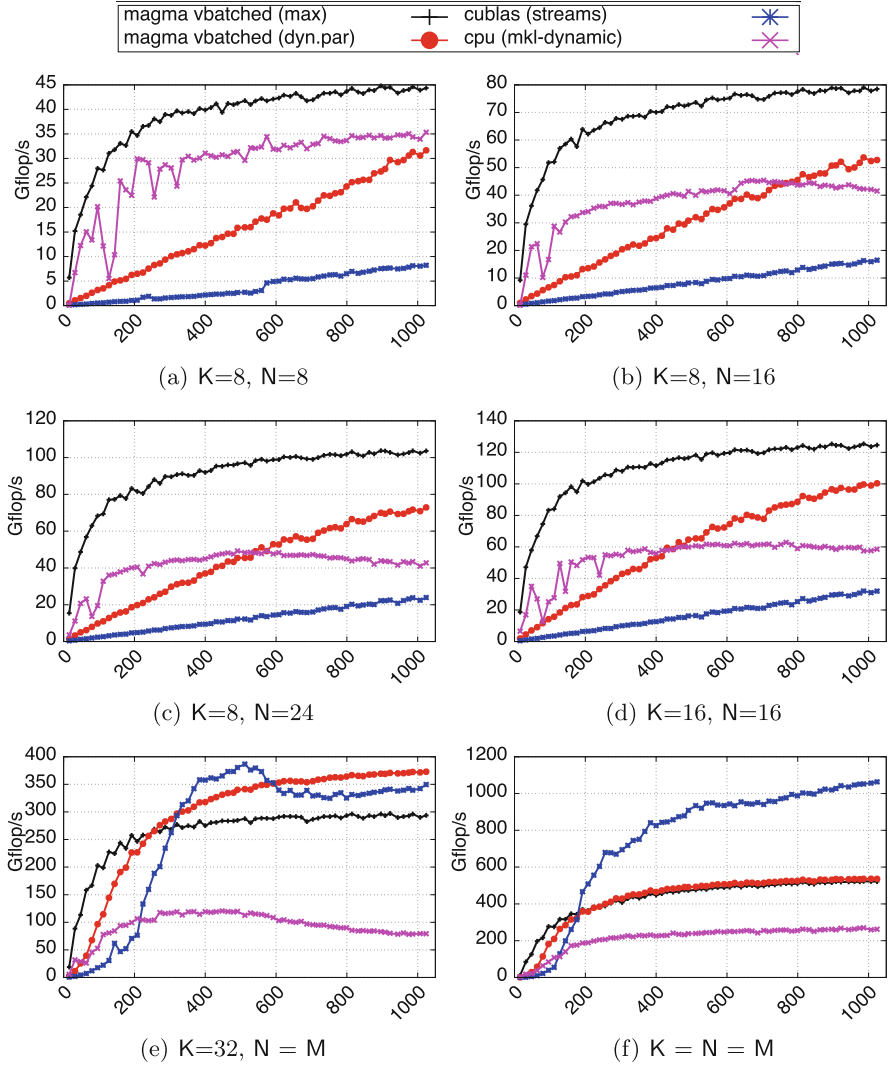 magma vbatched (max) cublas (streams)
magma vbatched (dyn.par) cpu (mkl-dynamic)
Gflop/s
45
40
35
30
25
20
15
10
5
0
0 200 400 600 800 1000
(a) K=8, N=8
Gflop/s
80
70
60
50
40
30
20
10
0
0 200 400 600 800 1000
(b) K=8, N=16
Gflop/s
120
100
80
60
40
20
0
0 200 400 600 800 1000
(c) K=8, N=24
Gflop/s
140
120
100
80
60
40
20
0
0 200 400 600 800 1000
(d) K=16, N=16
Gflop/s
400
350
300
250
200
150
100
50
0
0 200 400 600 800 1000
(e) K=32, N = M
Gflop/s
1200
1000
800
600
400
200
0
0 200 400 600 800 1000
(f) K = N = M